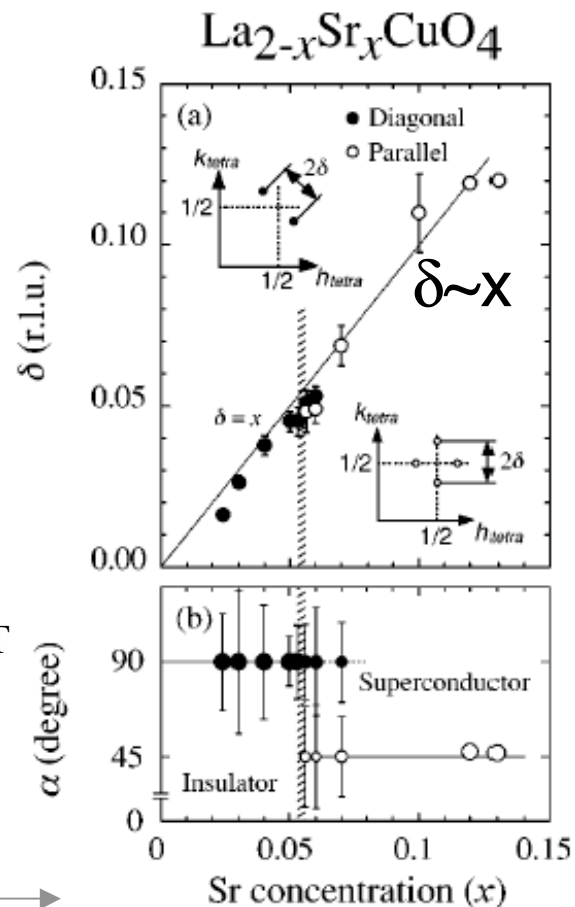 La2-xSrxCuO4
0.15
(a)
● Diagonal
○ Parallel
ktetra
2δ
1/2
1/2
htetra
0.10
δ~x
δ (r.l.u.)
0.05
δ = x
ktetra
1/2
2δ
1/2
htetra
0.00
(b)
T
90
Superconductor
α (degree)
45
Insulator
0
0
0.05
0.10
0.15
Sr concentration (x)